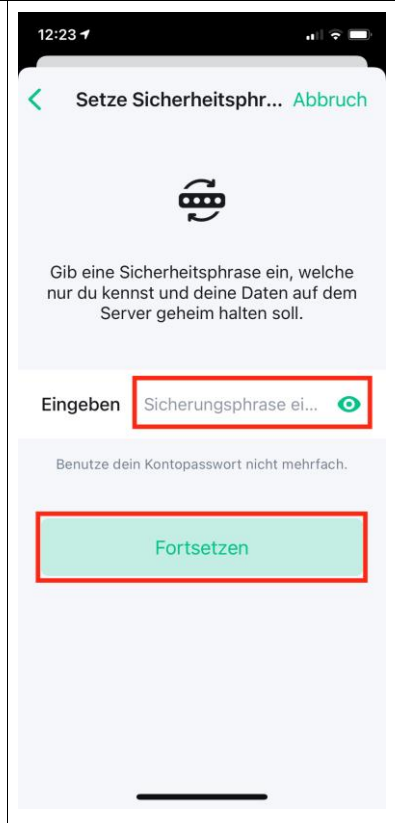 12:23
Setze Sicherheitsphr... Abbruch
Gib eine Sicherheitsphrase ein, welche
nur du kennst und deine Daten auf dem
Server geheim halten soll.
Eingeben Sicherungsphrase ei...
Benutze dein Kontopasswort nicht mehrfach.
Fortsetzen